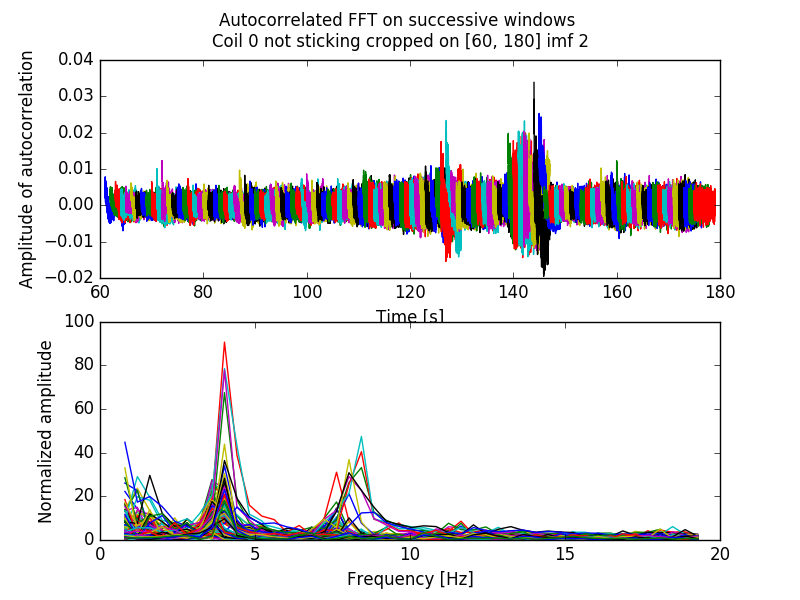 Autocorrelated FFT on successive windows
Coil 0 not sticking cropped on [60, 180] imf 2
Amplitude of autocorrelation
0.04
0.03
0.02
0.01
0.00
−0.01
−0.02
60 80 100 120 140 160 180
Time [s]
Normalized amplitude
100
80
60
40
20
0
0 5 10 15 20
Frequency [Hz]